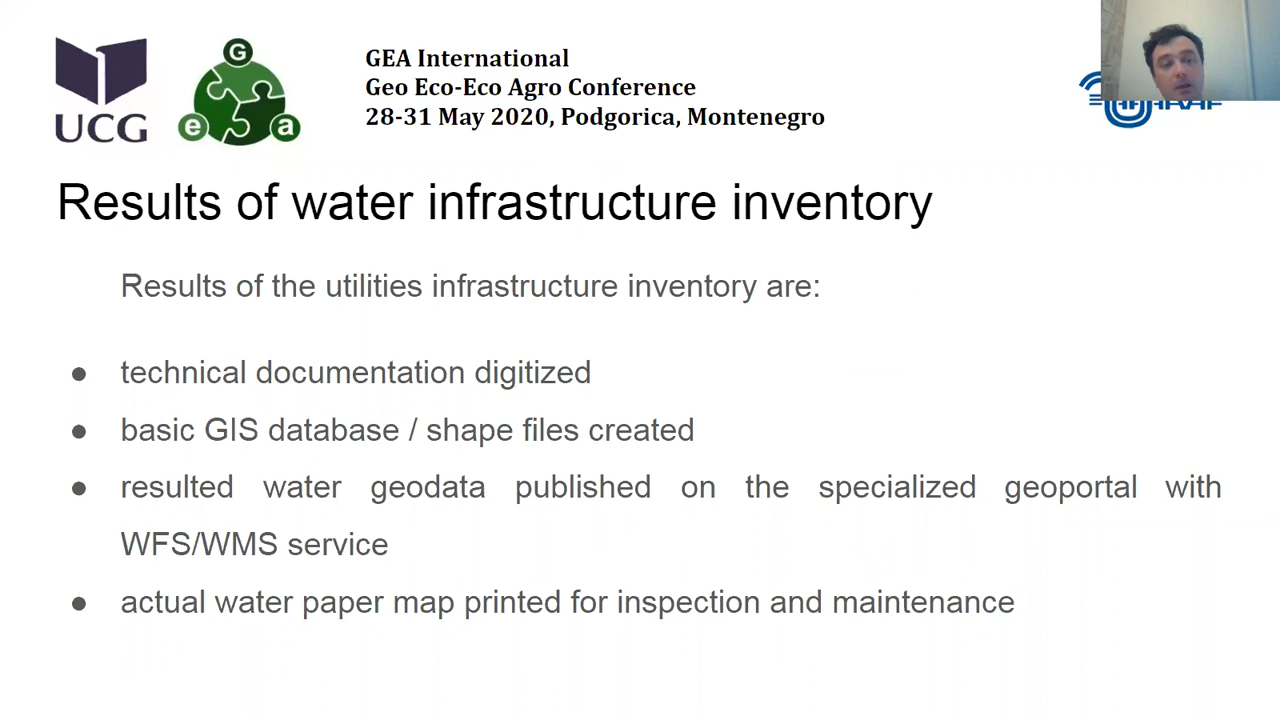 UCG
G
e
a
GEA International
Geo Eco-Eco Agro Conference
28-31 May 2020, Podgorica, Montenegro
Results of water infrastructure inventory
Results of the utilities infrastructure inventory are:
● technical documentation digitized
● basic GIS database / shape files created
● resulted water geodata published on the specialized geoportal with
WFS/WMS service
● actual water paper map printed for inspection and maintenance